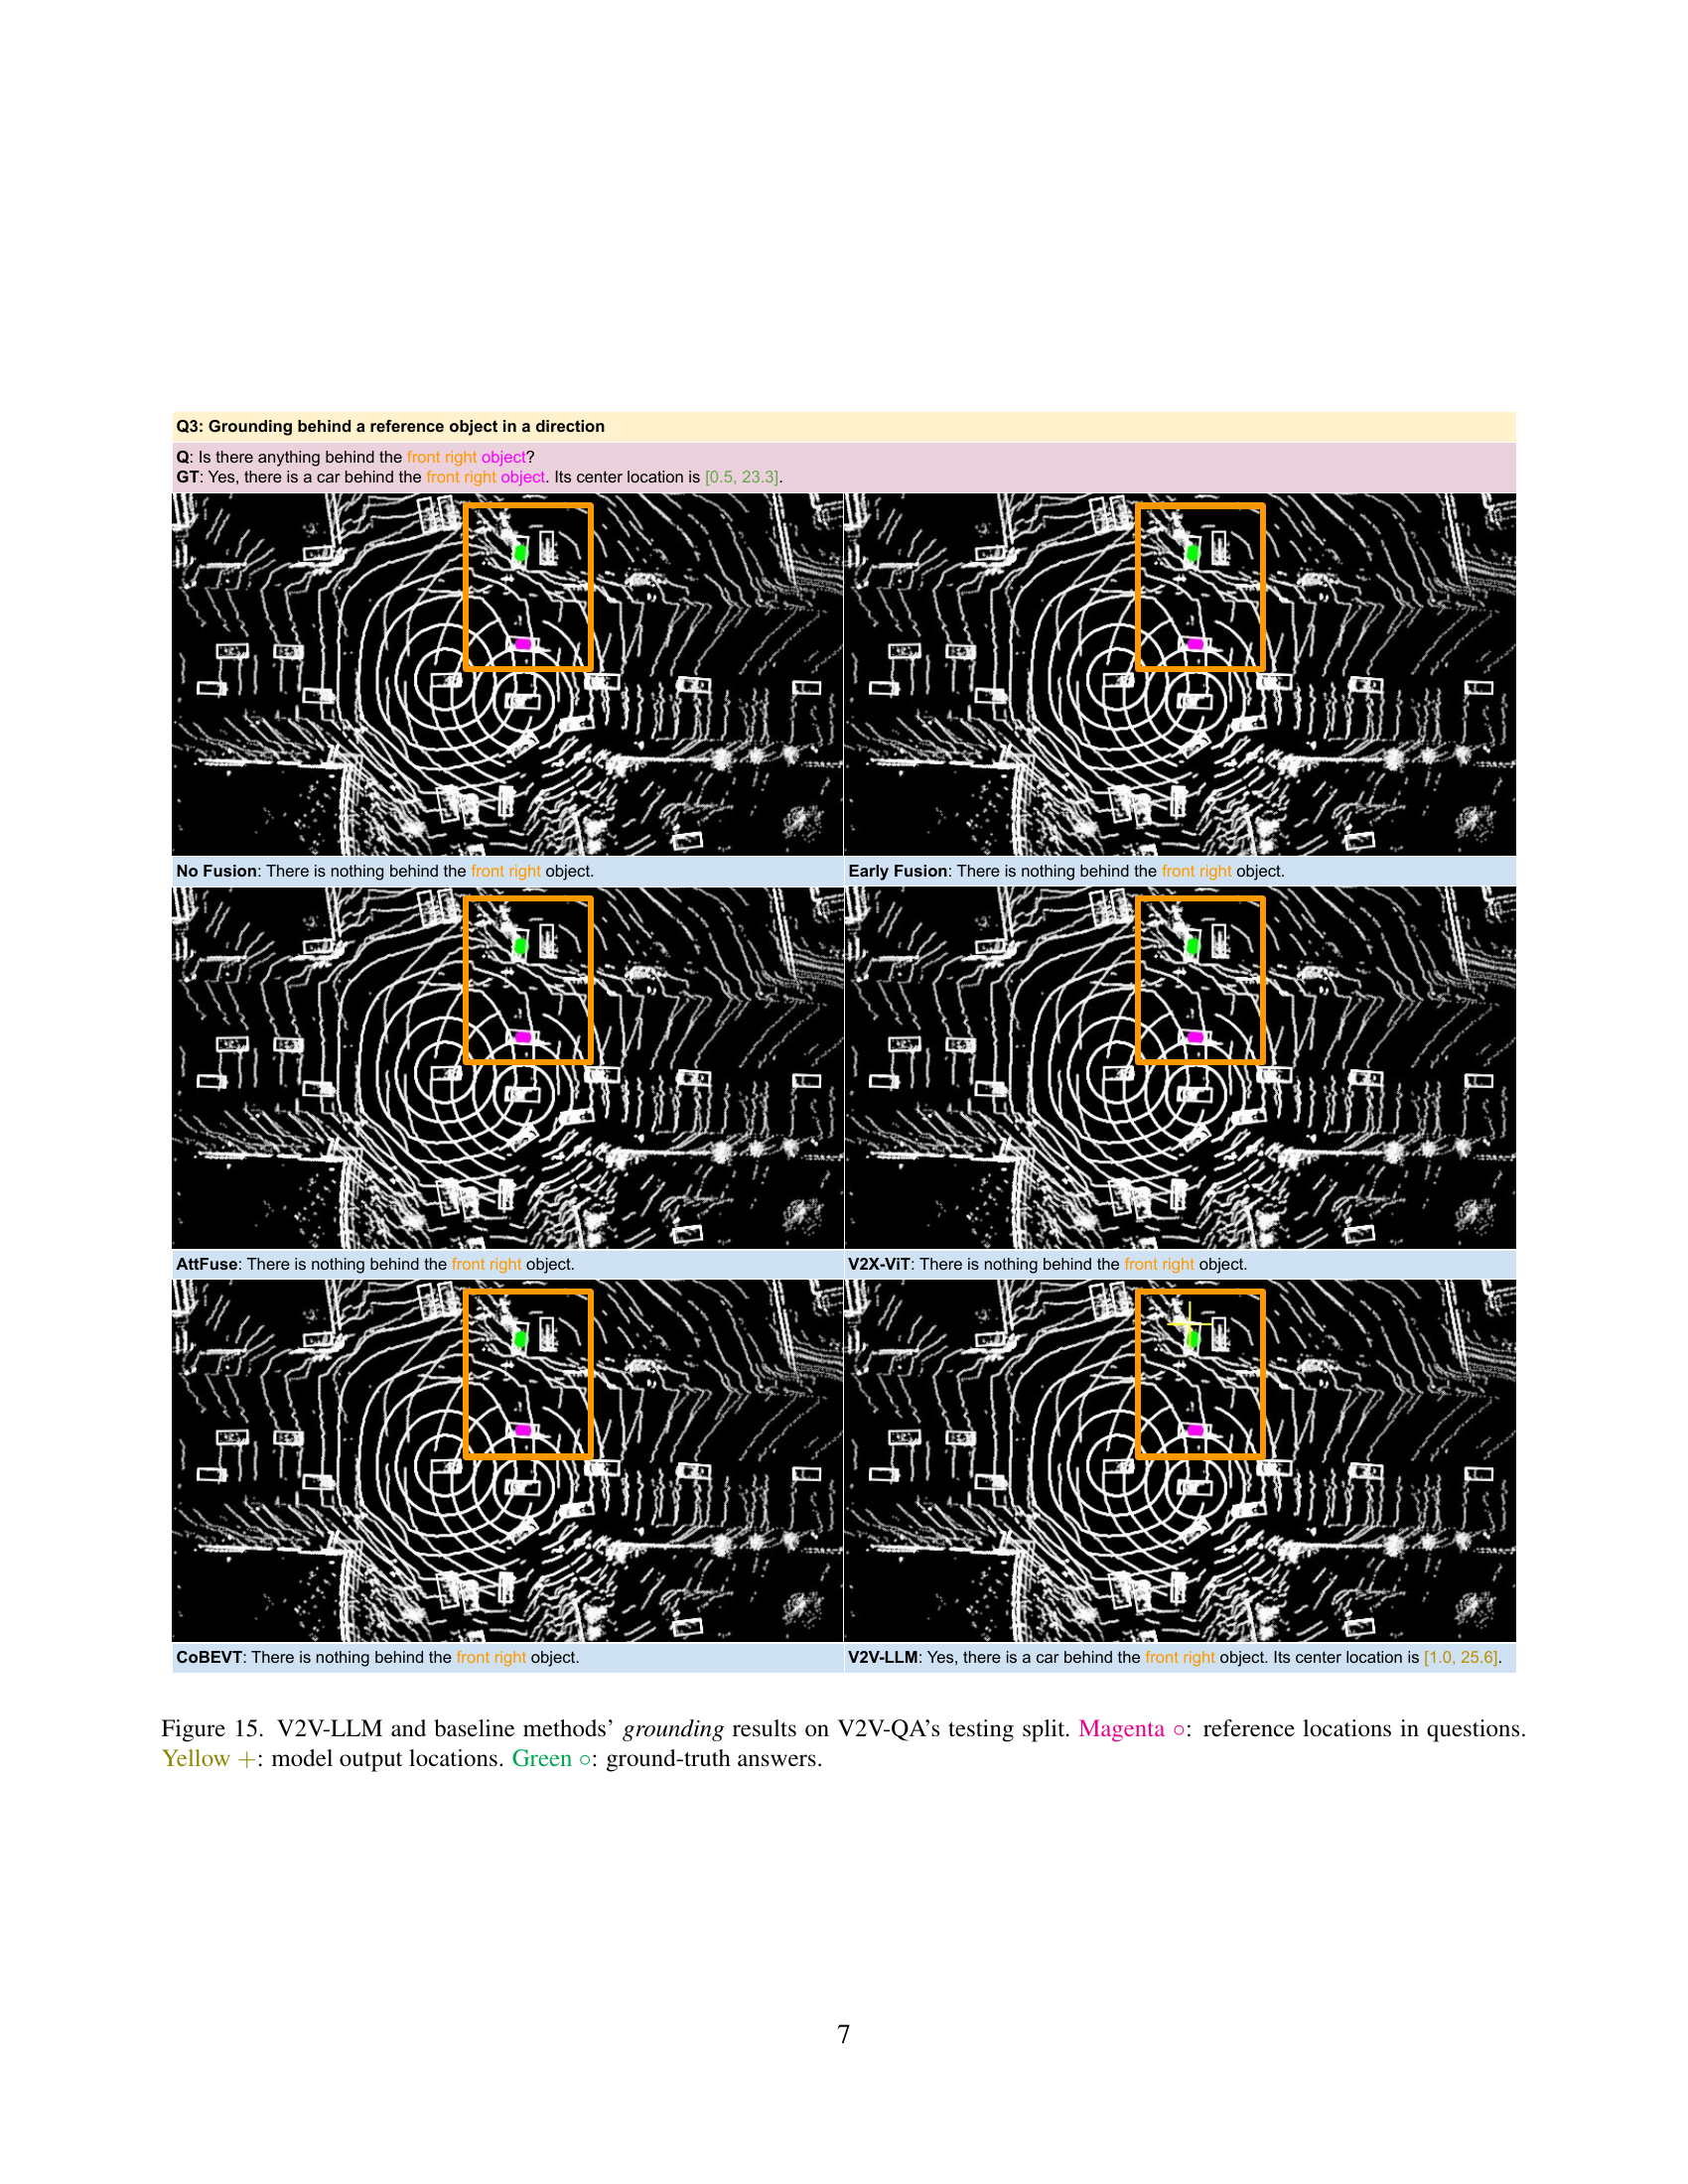 Q3: Grounding behind a reference object in a direction
Q: Is there anything behind the front right object?
GT: Yes, there is a car behind the front right object. Its center location is [0.5, 23.3].
No Fusion: There is nothing behind the front right object.
Early Fusion: There is nothing behind the front right object.
AttFuse: There is nothing behind the front right object.
V2X-ViT: There is nothing behind the front right object.
CoBEVT: There is nothing behind the front right object.
V2V-LLM: Yes, there is a car behind the front right object. Its center location is [1.0, 25.6].
Figure 15. V2V-LLM and baseline methods’ grounding results on V2V-QA’s testing split. Magenta ○: reference locations in questions.
Yellow +: model output locations. Green ○: ground-truth answers.
7